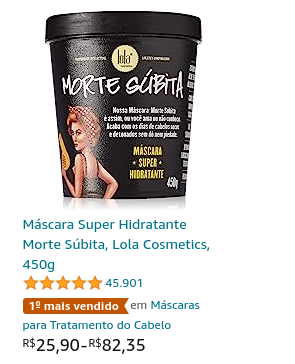 lola
cosmetics
MORTE SÚBITA
Nossa Máscara Morte Súbita
é assim, ou você ama ou não conhece.
Acabe com os dias de cabelos secos
e detonados sem dó nem piedade.
MÁSCARA
SUPER
HIDRATANTE
450g
Máscara Super Hidratante
Morte Súbita, Lola Cosmetics,
450g
45.901
1º mais vendido em Máscaras
para Tratamento do Cabelo
R$25,90-R$82,35